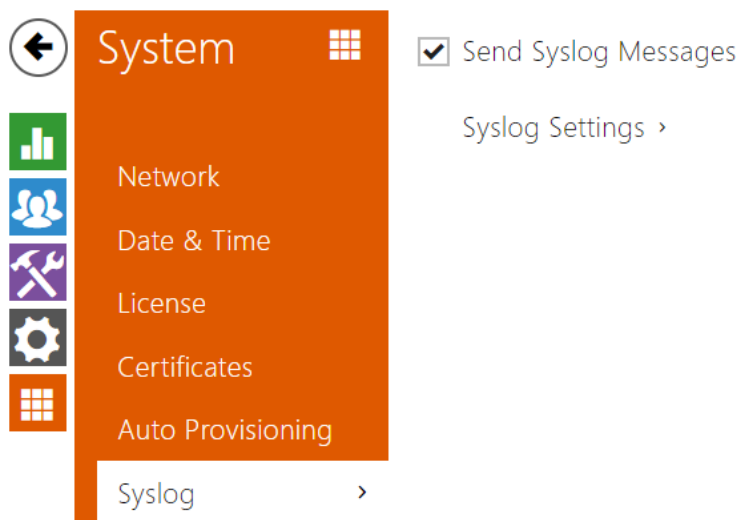 System
Network
Date & Time
License
Certificates
Auto Provisioning
Syslog
Send Syslog Messages
Syslog Settings